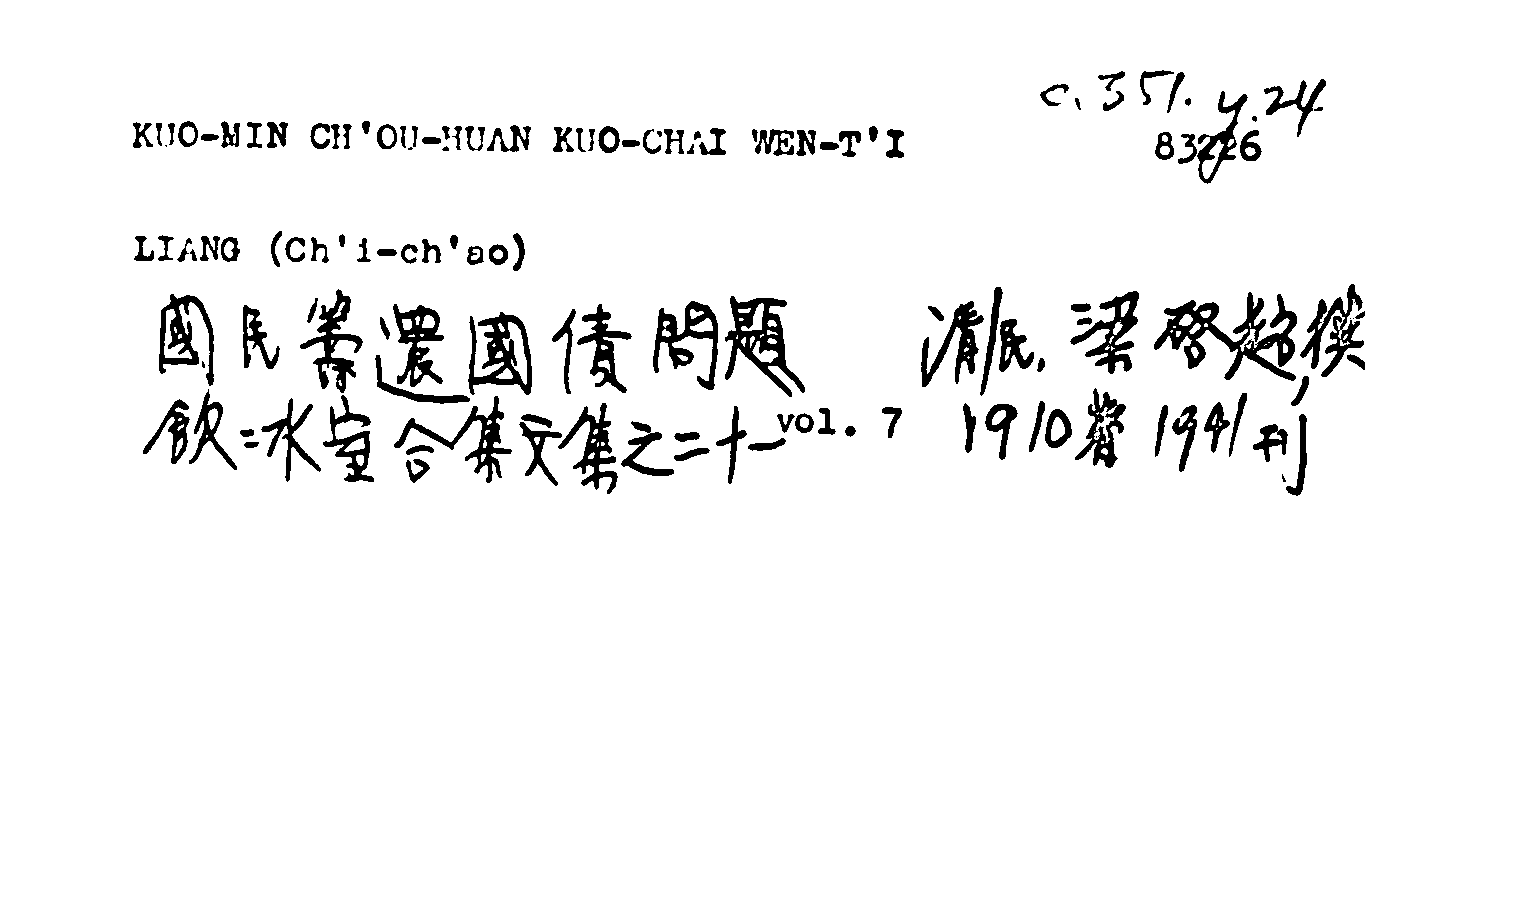 c. 351. y. 24
KUO-MIN CH'OU-HUAN KUO-CHAI WEN-T'I
83226
LIANG (Ch'i-ch'ao)
國民籌還國債問題 清/民. 梁啓超撰
飲冰室合集文集之二十一 vol. 7 1910著 1941刊